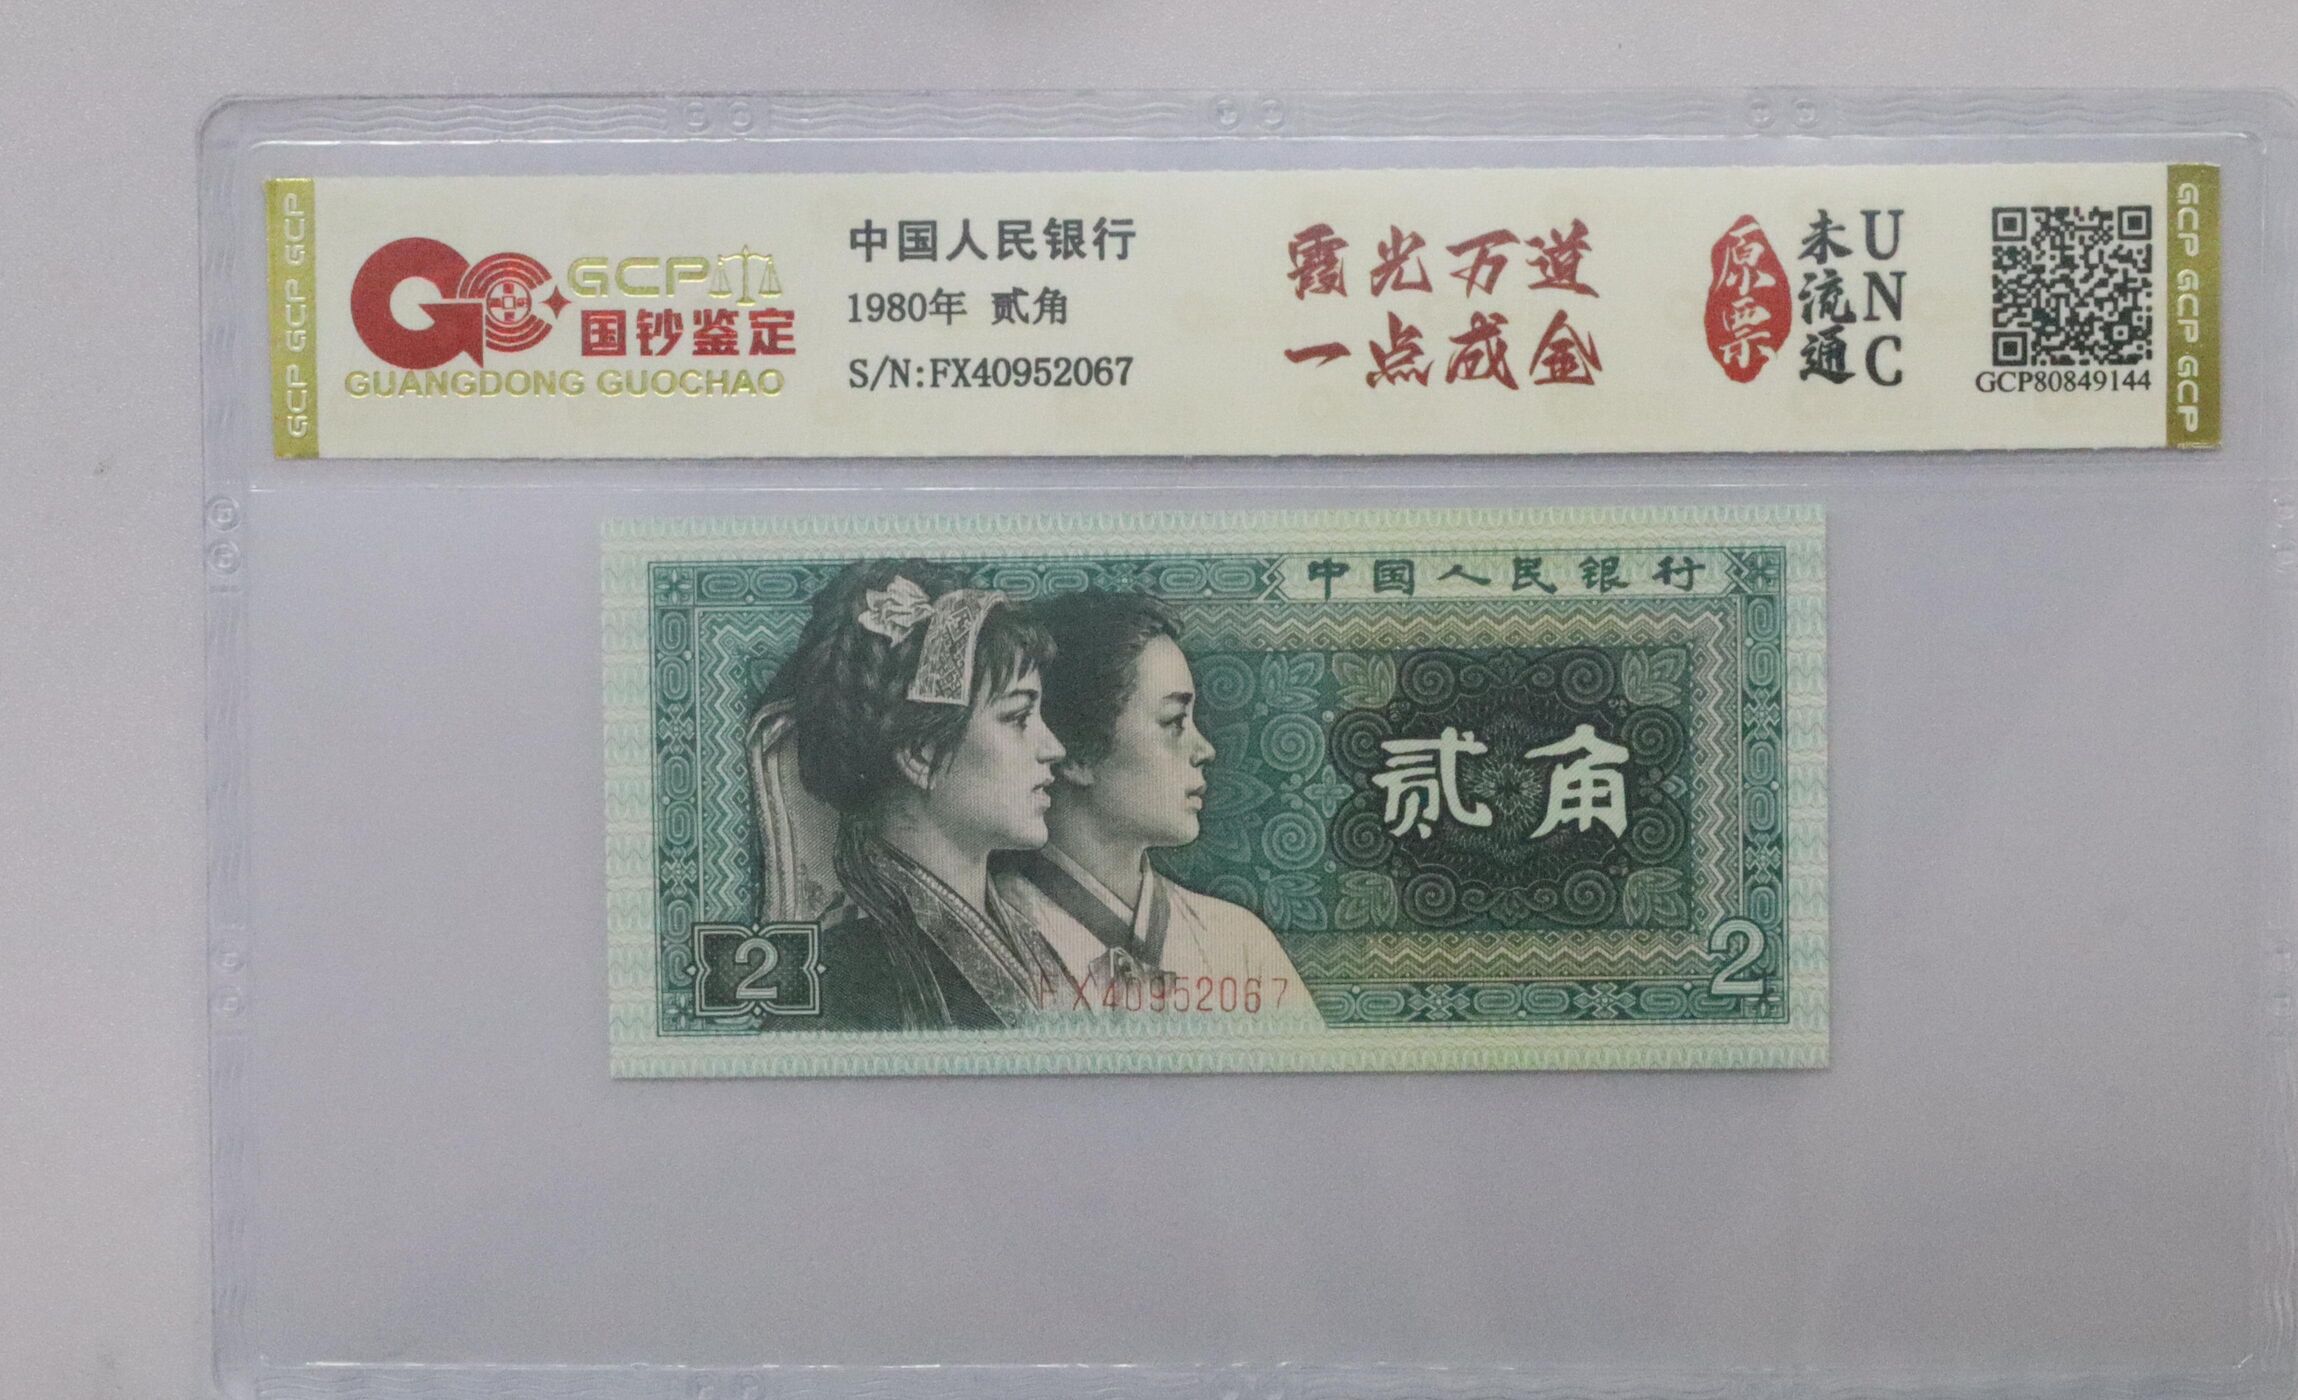 GCP GCP GCP
GCP
国钞鉴定
GUANGDONG GUOCHAO
中国人民银行
1980年 贰角
S/N:FX40952067
霞光万道
一点成金
原票
未流通
UNC
GCP80849144
GCP GCP GCP
中国人民银行
贰角
2
FX40952067
2